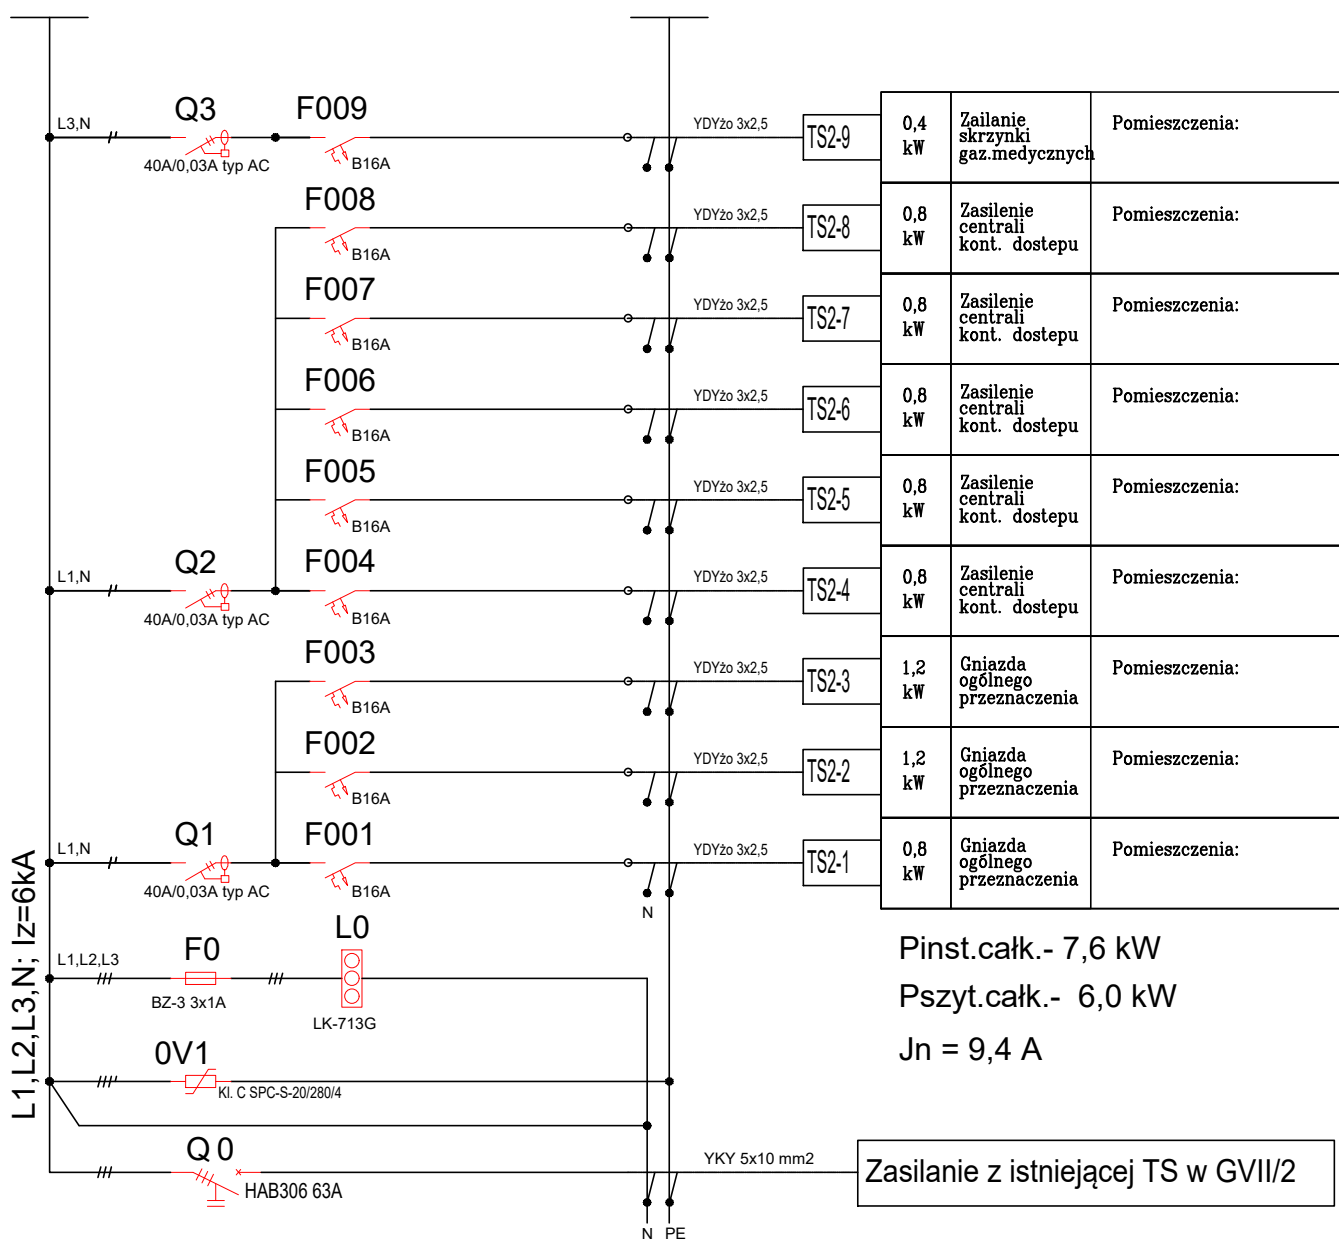 Q3
F009
L3,N
40A/0,03A typ AC
B16A
YDYżo 3x2,5
TS2-9
0,4
kW
Zailanie
skrzynki
gaz.medycznych
Pomieszczenia:
F008
B16A
YDYżo 3x2,5
TS2-8
0,8
kW
Zasilenie
centrali
kont. dostepu
Pomieszczenia:
F007
B16A
YDYżo 3x2,5
TS2-7
0,8
kW
Zasilenie
centrali
kont. dostepu
Pomieszczenia:
F006
B16A
YDYżo 3x2,5
TS2-6
0,8
kW
Zasilenie
centrali
kont. dostepu
Pomieszczenia:
F005
B16A
YDYżo 3x2,5
TS2-5
0,8
kW
Zasilenie
centrali
kont. dostepu
Pomieszczenia:
Q2
F004
L1,N
40A/0,03A typ AC
B16A
YDYżo 3x2,5
TS2-4
0,8
kW
Zasilenie
centrali
kont. dostepu
Pomieszczenia:
F003
B16A
YDYżo 3x2,5
TS2-3
1,2
kW
Gniazda
ogólnego
przeznaczenia
Pomieszczenia:
F002
B16A
YDYżo 3x2,5
TS2-2
1,2
kW
Gniazda
ogólnego
przeznaczenia
Pomieszczenia:
Q1
F001
L1,N
40A/0,03A typ AC
B16A
YDYżo 3x2,5
TS2-1
0,8
kW
Gniazda
ogólnego
przeznaczenia
Pomieszczenia:
N
L1,L2,L3,N; Iz=6kA
L1,L2,L3
F0
BZ-3 3x1A
L0
LK-713G
Pinst.całk.- 7,6 kW
Pszyt.całk.- 6,0 kW
Jn = 9,4 A
0V1
Kl. C SPC-S-20/280/4
Q 0
HAB306 63A
YKY 5x10 mm2
Zasilanie z istniejącej TS w GVII/2
N PE